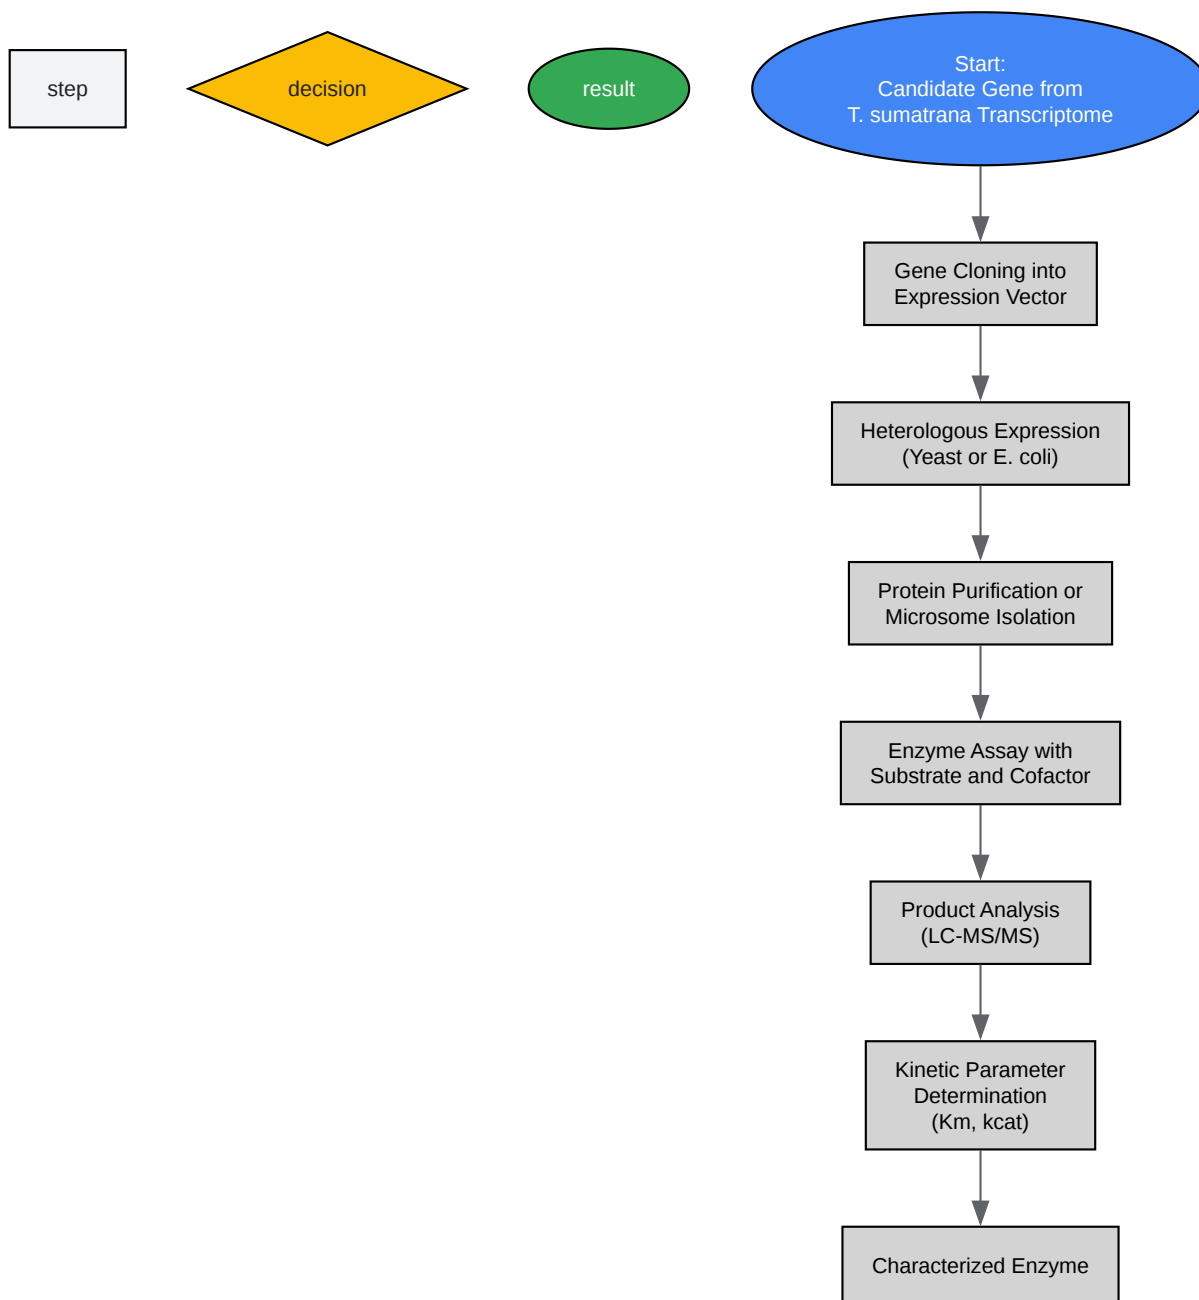 step
decision
result
Start:
Candidate Gene from
T. sumatrana Transcriptome
Gene Cloning into
Expression Vector
Heterologous Expression
(Yeast or E. coli)
Protein Purification or
Microsome Isolation
Enzyme Assay with
Substrate and Cofactor
Product Analysis
(LC-MS/MS)
Kinetic Parameter
Determination
(Km, kcat)
Characterized Enzyme